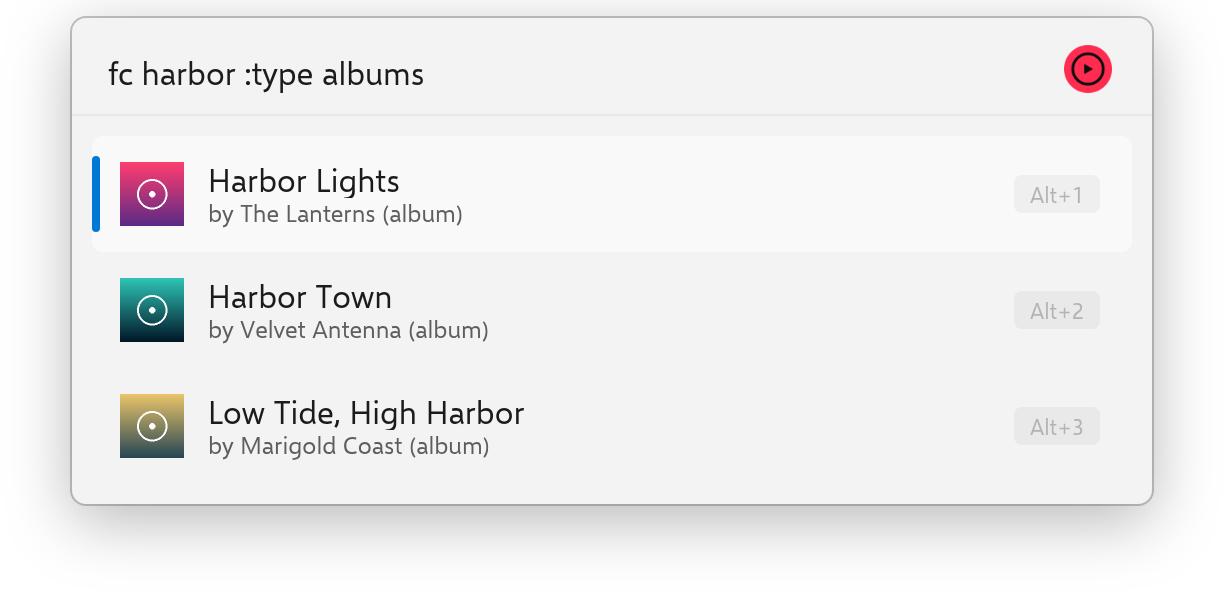 fc harbor :type albums
Harbor Lights
by The Lanterns (album)
Alt+1
Harbor Town
by Velvet Antenna (album)
Alt+2
Low Tide, High Harbor
by Marigold Coast (album)
Alt+3